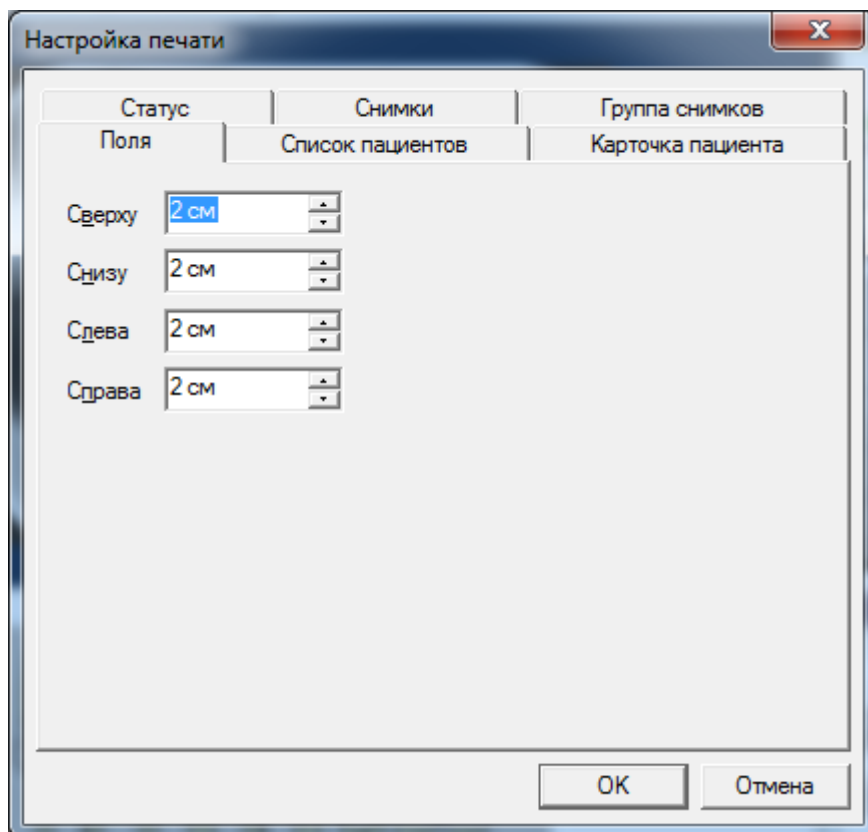 Настройка печати
Статус Снимки Группа снимков
Поля Список пациентов Карточка пациента
Сверху 2 см
Снизу 2 см
Слева 2 см
Справа 2 см
OK Отмена